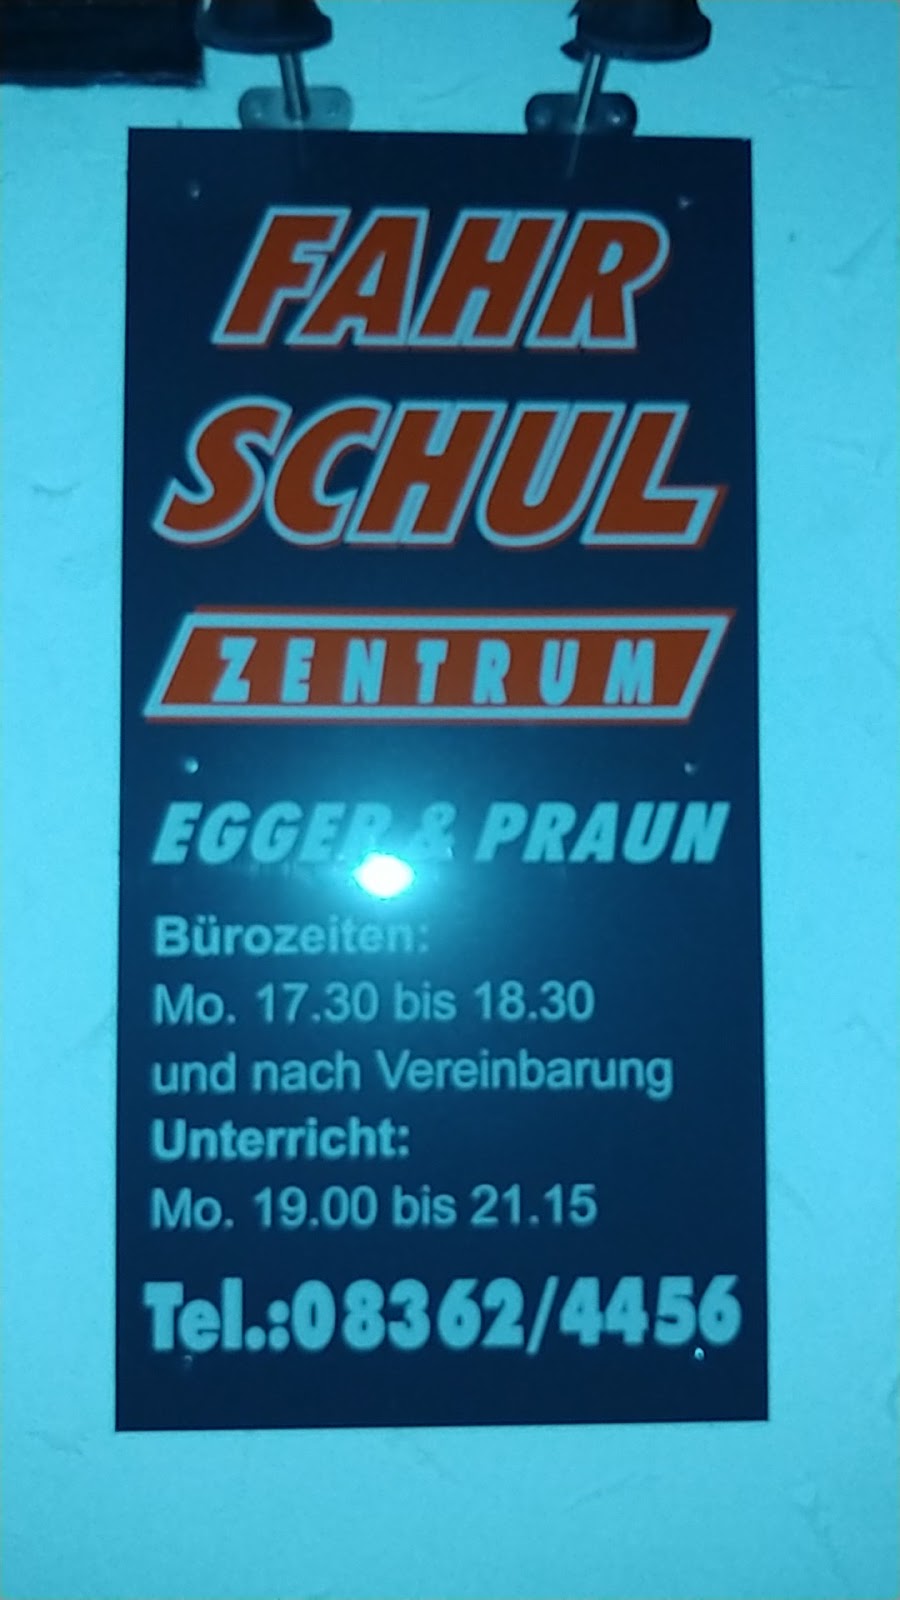 FAHR
SCHUL
ZENTRUM
EGGER & PRAUN
Bürozeiten:
Mo. 17.30 bis 18.30
und nach Vereinbarung
Unterricht:
Mo. 19.00 bis 21.15
Tel.:08362/4456